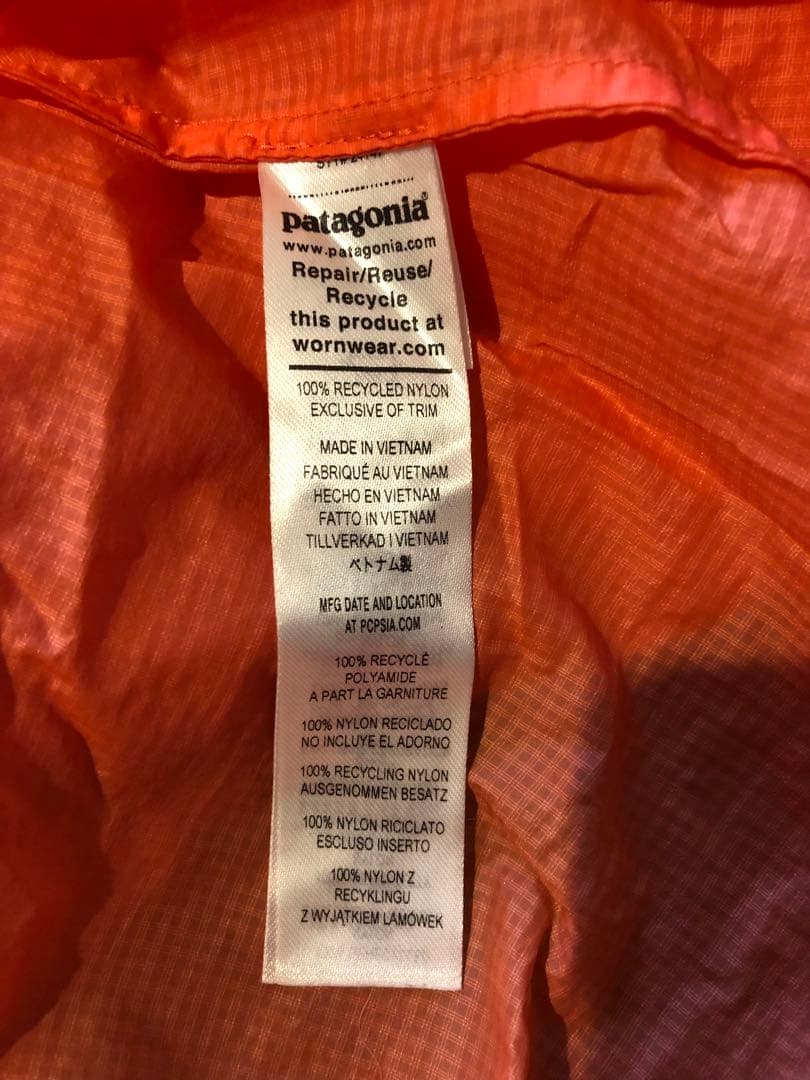 patagonia®
www.patagonia.com
Repair/Reuse/
Recycle
this product at
wornwear.com
100% RECYCLED NYLON
EXCLUSIVE OF TRIM
MADE IN VIETNAM
FABRIQUÉ AU VIETNAM
HECHO EN VIETNAM
FATTO IN VIETNAM
TILLVERKAD I VIETNAM
ベトナム製
MFG DATE AND LOCATION
AT PCPSIA.COM
100% RECYCLÉ
POLYAMIDE
A PART LA GARNITURE
100% NYLON RECICLADO
NO INCLUYE EL ADORNO
100% RECYCLING NYLON
AUSGENOMMEN BESATZ
100% NYLON RICICLATO
ESCLUSO INSERTO
100% NYLON Z
RECYKLINGU
Z WYJĄTKIEM LAMÓWEK